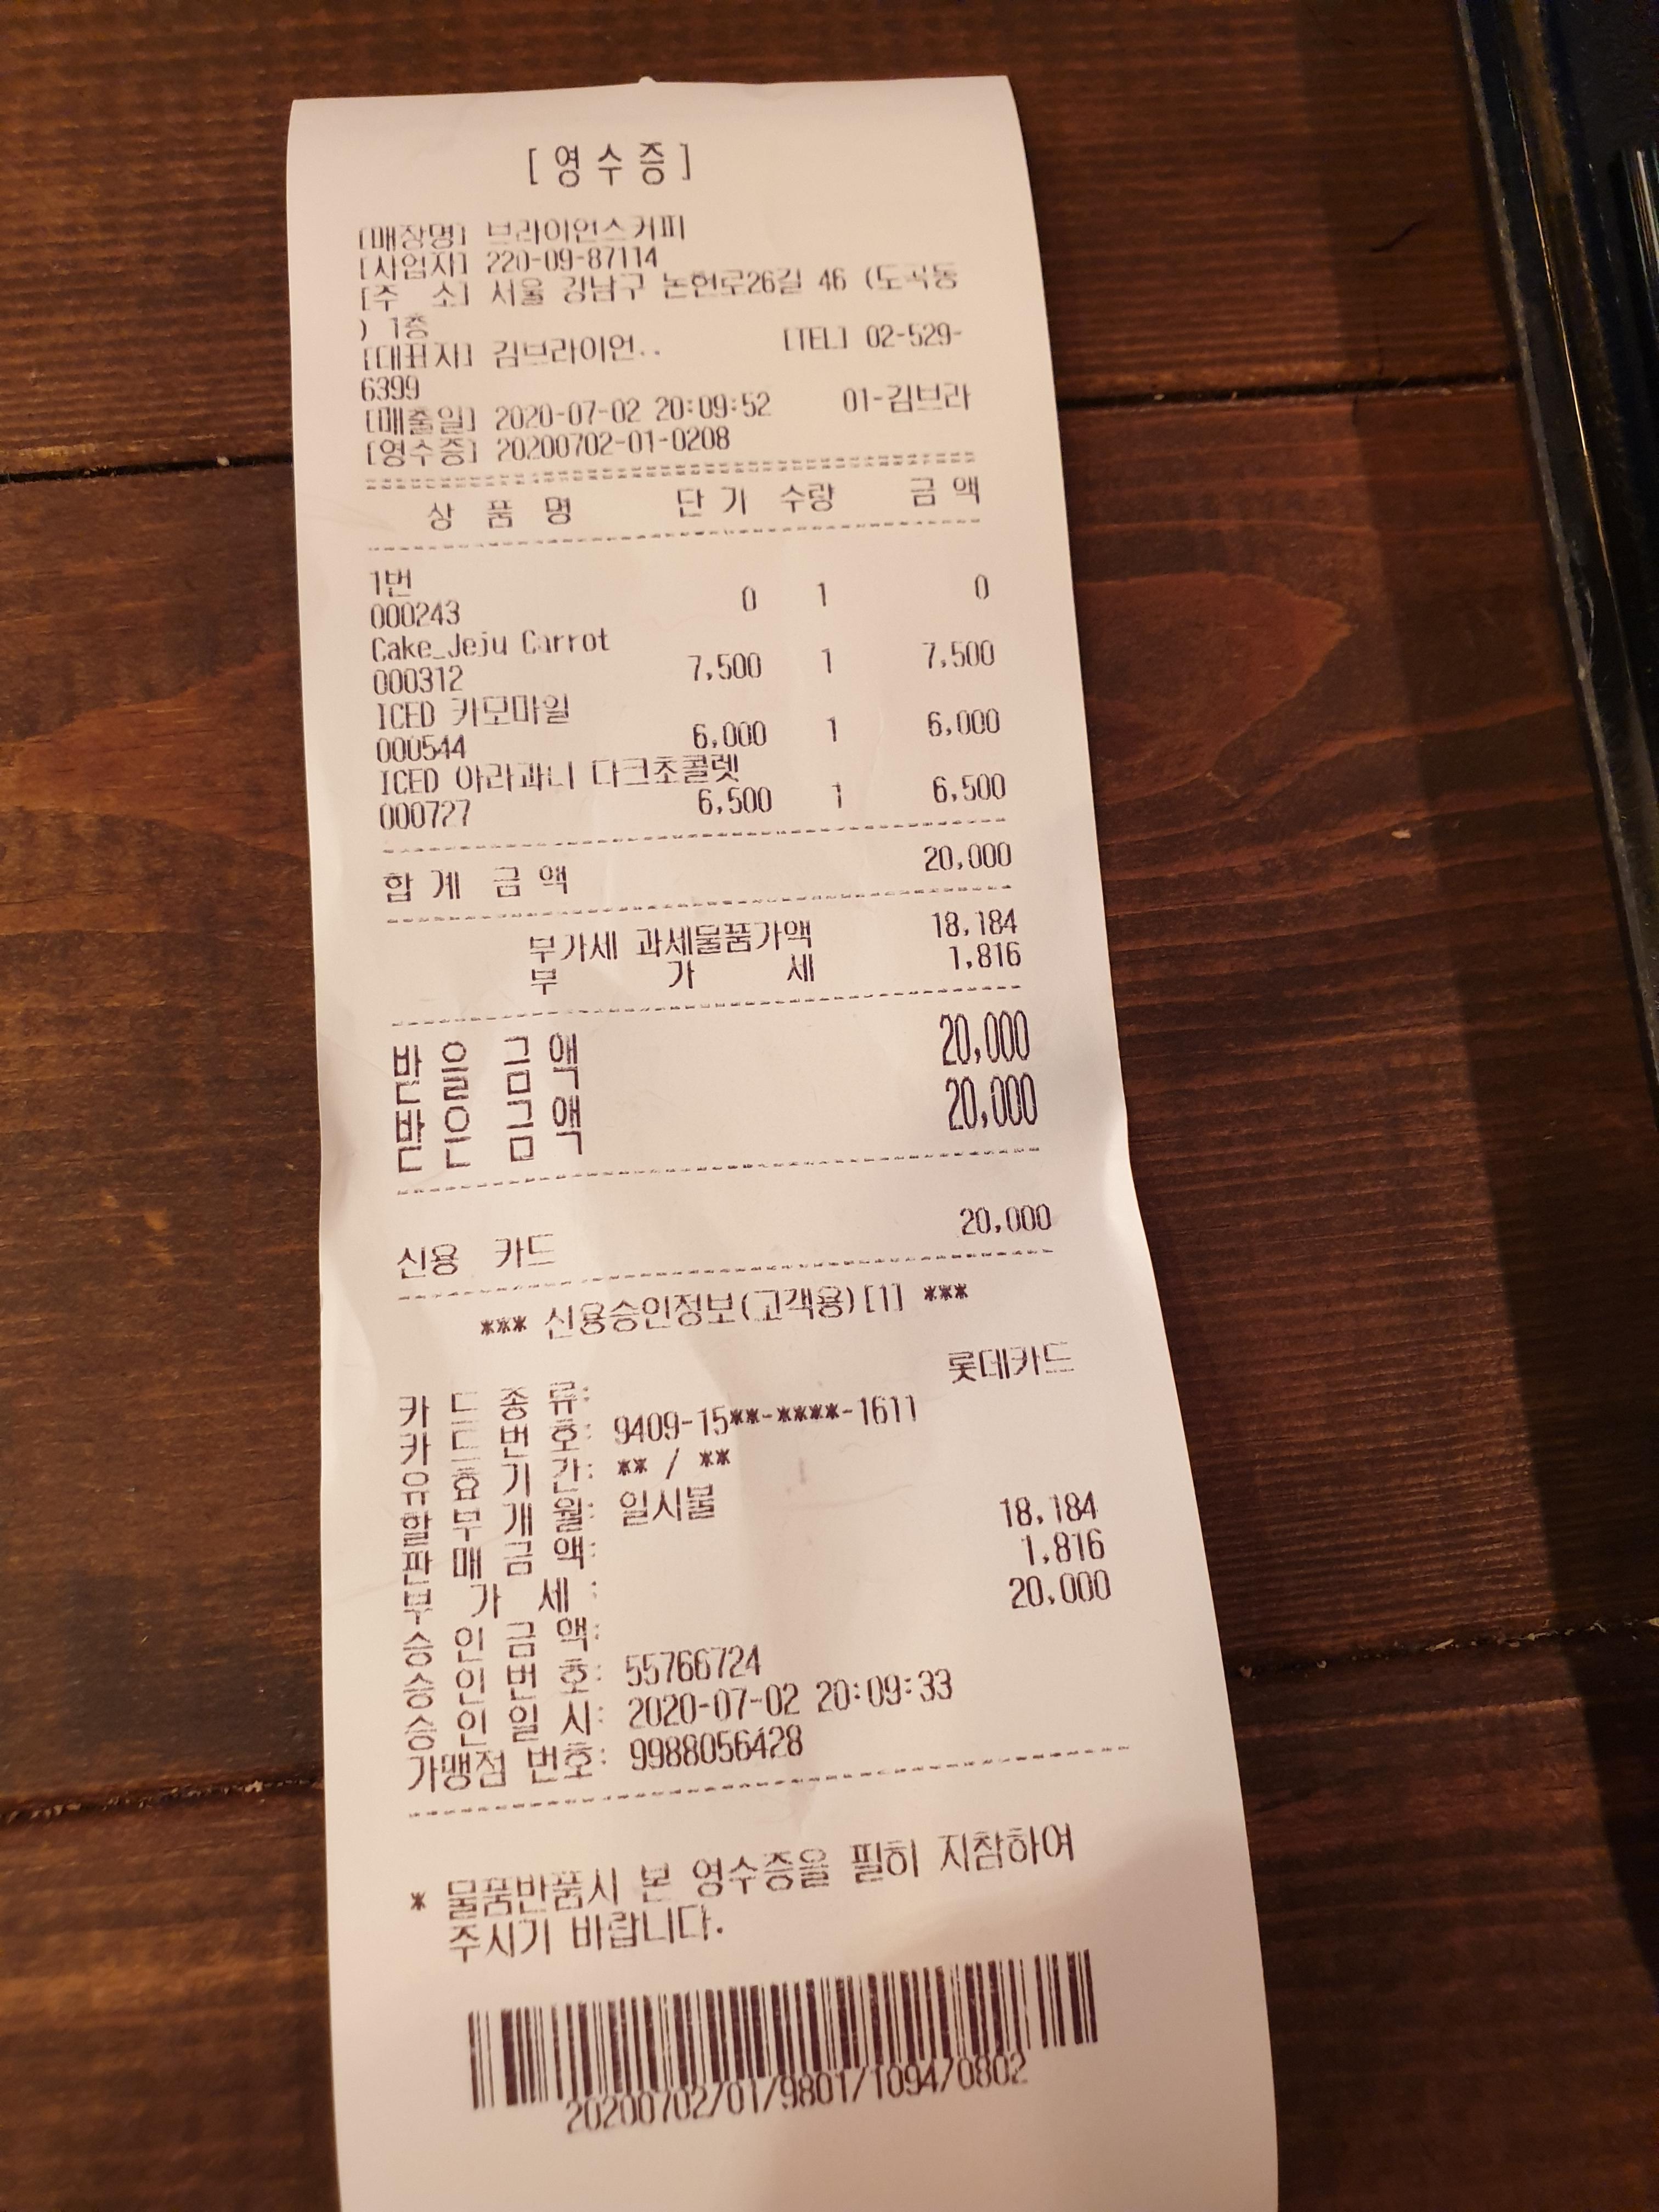 [영수증]
[매장명] 브라이언스커피
[사업자] 220-09-87114
[주 소] 서울 강남구 논현로26길 46 (도곡동
) 1층
[대표자] 김브라이언.. [TEL] 02-529-
6399
[매출일] 2020-07-02 20:09:52 01-김브라
[영수증] 20200702-01-0208
상 품 명 단 가 수량 금 액
1번
000243 0 1 0
Cake_Jeju Carrot
000312 7,500 1 7,500
ICED 카모마일
000544 6,000 1 6,000
ICED 아라과니 다크초콜렛
000727 6,500 1 6,500
합 계 금 액 20,000
부가세 과세물품가액 18,184
부 가 세 1,816
받 을 금 액 20,000
받 은 금 액 20,000
신용 카드 20,000
*** 신용승인정보(고객용)[1] ***
카 드 종 류: 롯데카드
카 드 번 호: 9409-15**-****-1611
유 효 기 간: ** / **
할 부 개 월: 일시불
판 매 금 액: 18,184
부 가 세 : 1,816
승 인 금 액: 20,000
승 인 번 호: 55766724
승 인 일 시: 2020-07-02 20:09:33
가맹점 번호: 9988056428
* 물품반품시 본 영수증을 필히 지참하여
주시기 바랍니다.
20200702/01/9801/1094/0802